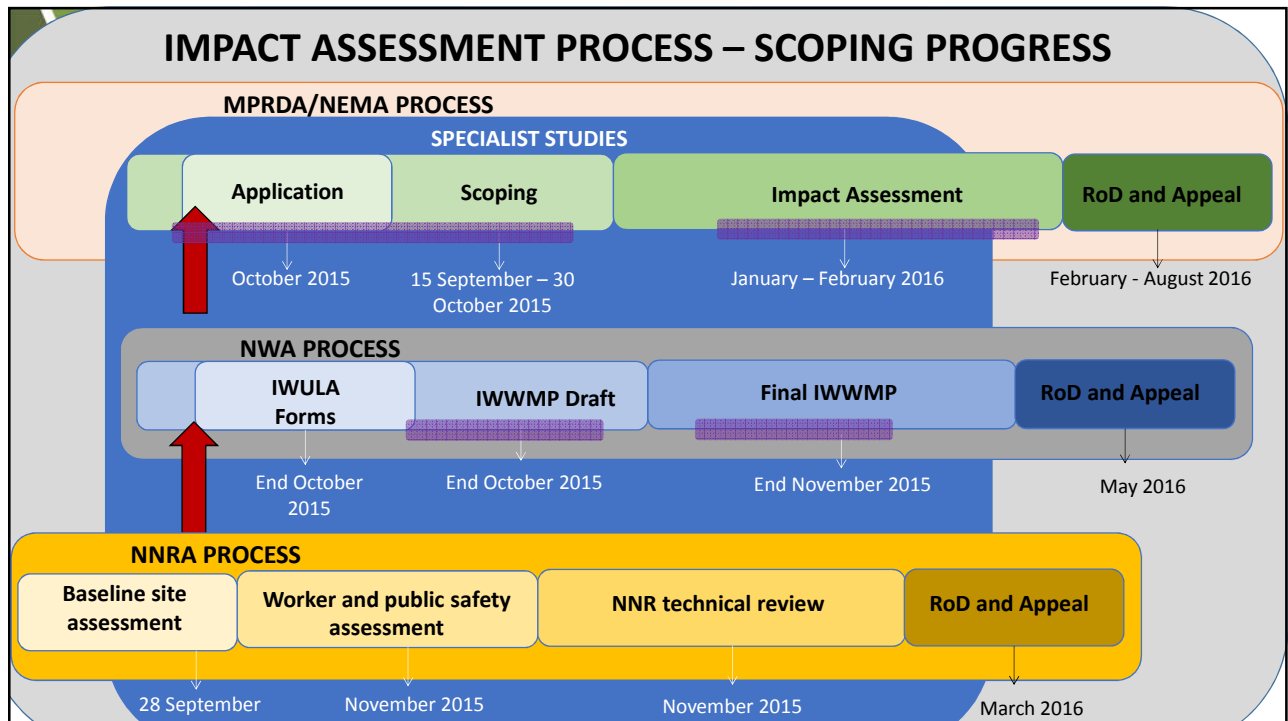 IMPACT ASSESSMENT PROCESS – SCOPING PROGRESS
MPRDA/NEMA PROCESS
SPECIALIST STUDIES
Application
Scoping
Impact Assessment
RoD and Appeal
October 2015
15 September – 30
October 2015
January – February 2016
February - August 2016
NWA PROCESS
IWULA
Forms
IWWMP Draft
Final IWWMP
RoD and Appeal
End October
2015
End October 2015
End November 2015
May 2016
NNRA PROCESS
Baseline site
assessment
Worker and public safety
assessment
NNR technical review
RoD and Appeal
28 September
November 2015
November 2015
March 2016